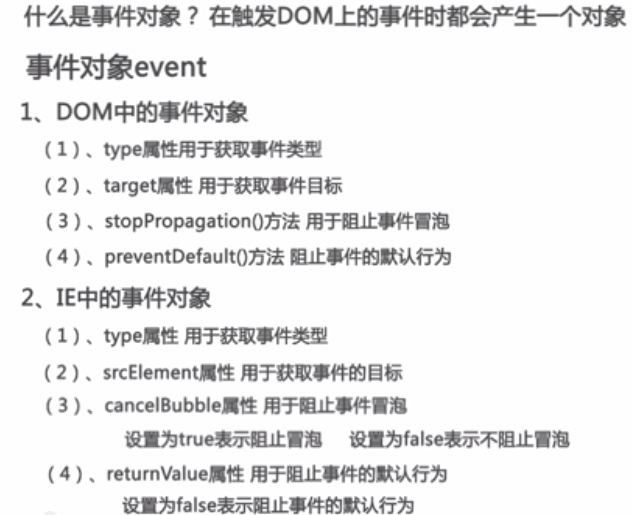 什么是事件对象？在触发DOM上的事件时都会产生一个对象
事件对象event
1、DOM中的事件对象
（1）、type属性用于获取事件类型
（2）、target属性 用于获取事件目标
（3）、stopPropagation()方法 用于阻止事件冒泡
（4）、preventDefault()方法 阻止事件的默认行为
2、IE中的事件对象
（1）、type属性 用于获取事件类型
（2）、srcElement属性 用于获取事件的目标
（3）、cancelBubble属性 用于阻止事件冒泡
设置为true表示阻止冒泡 设置为false表示不阻止冒泡
（4）、returnValue属性 用于阻止事件的默认行为
设置为false表示阻止事件的默认行为